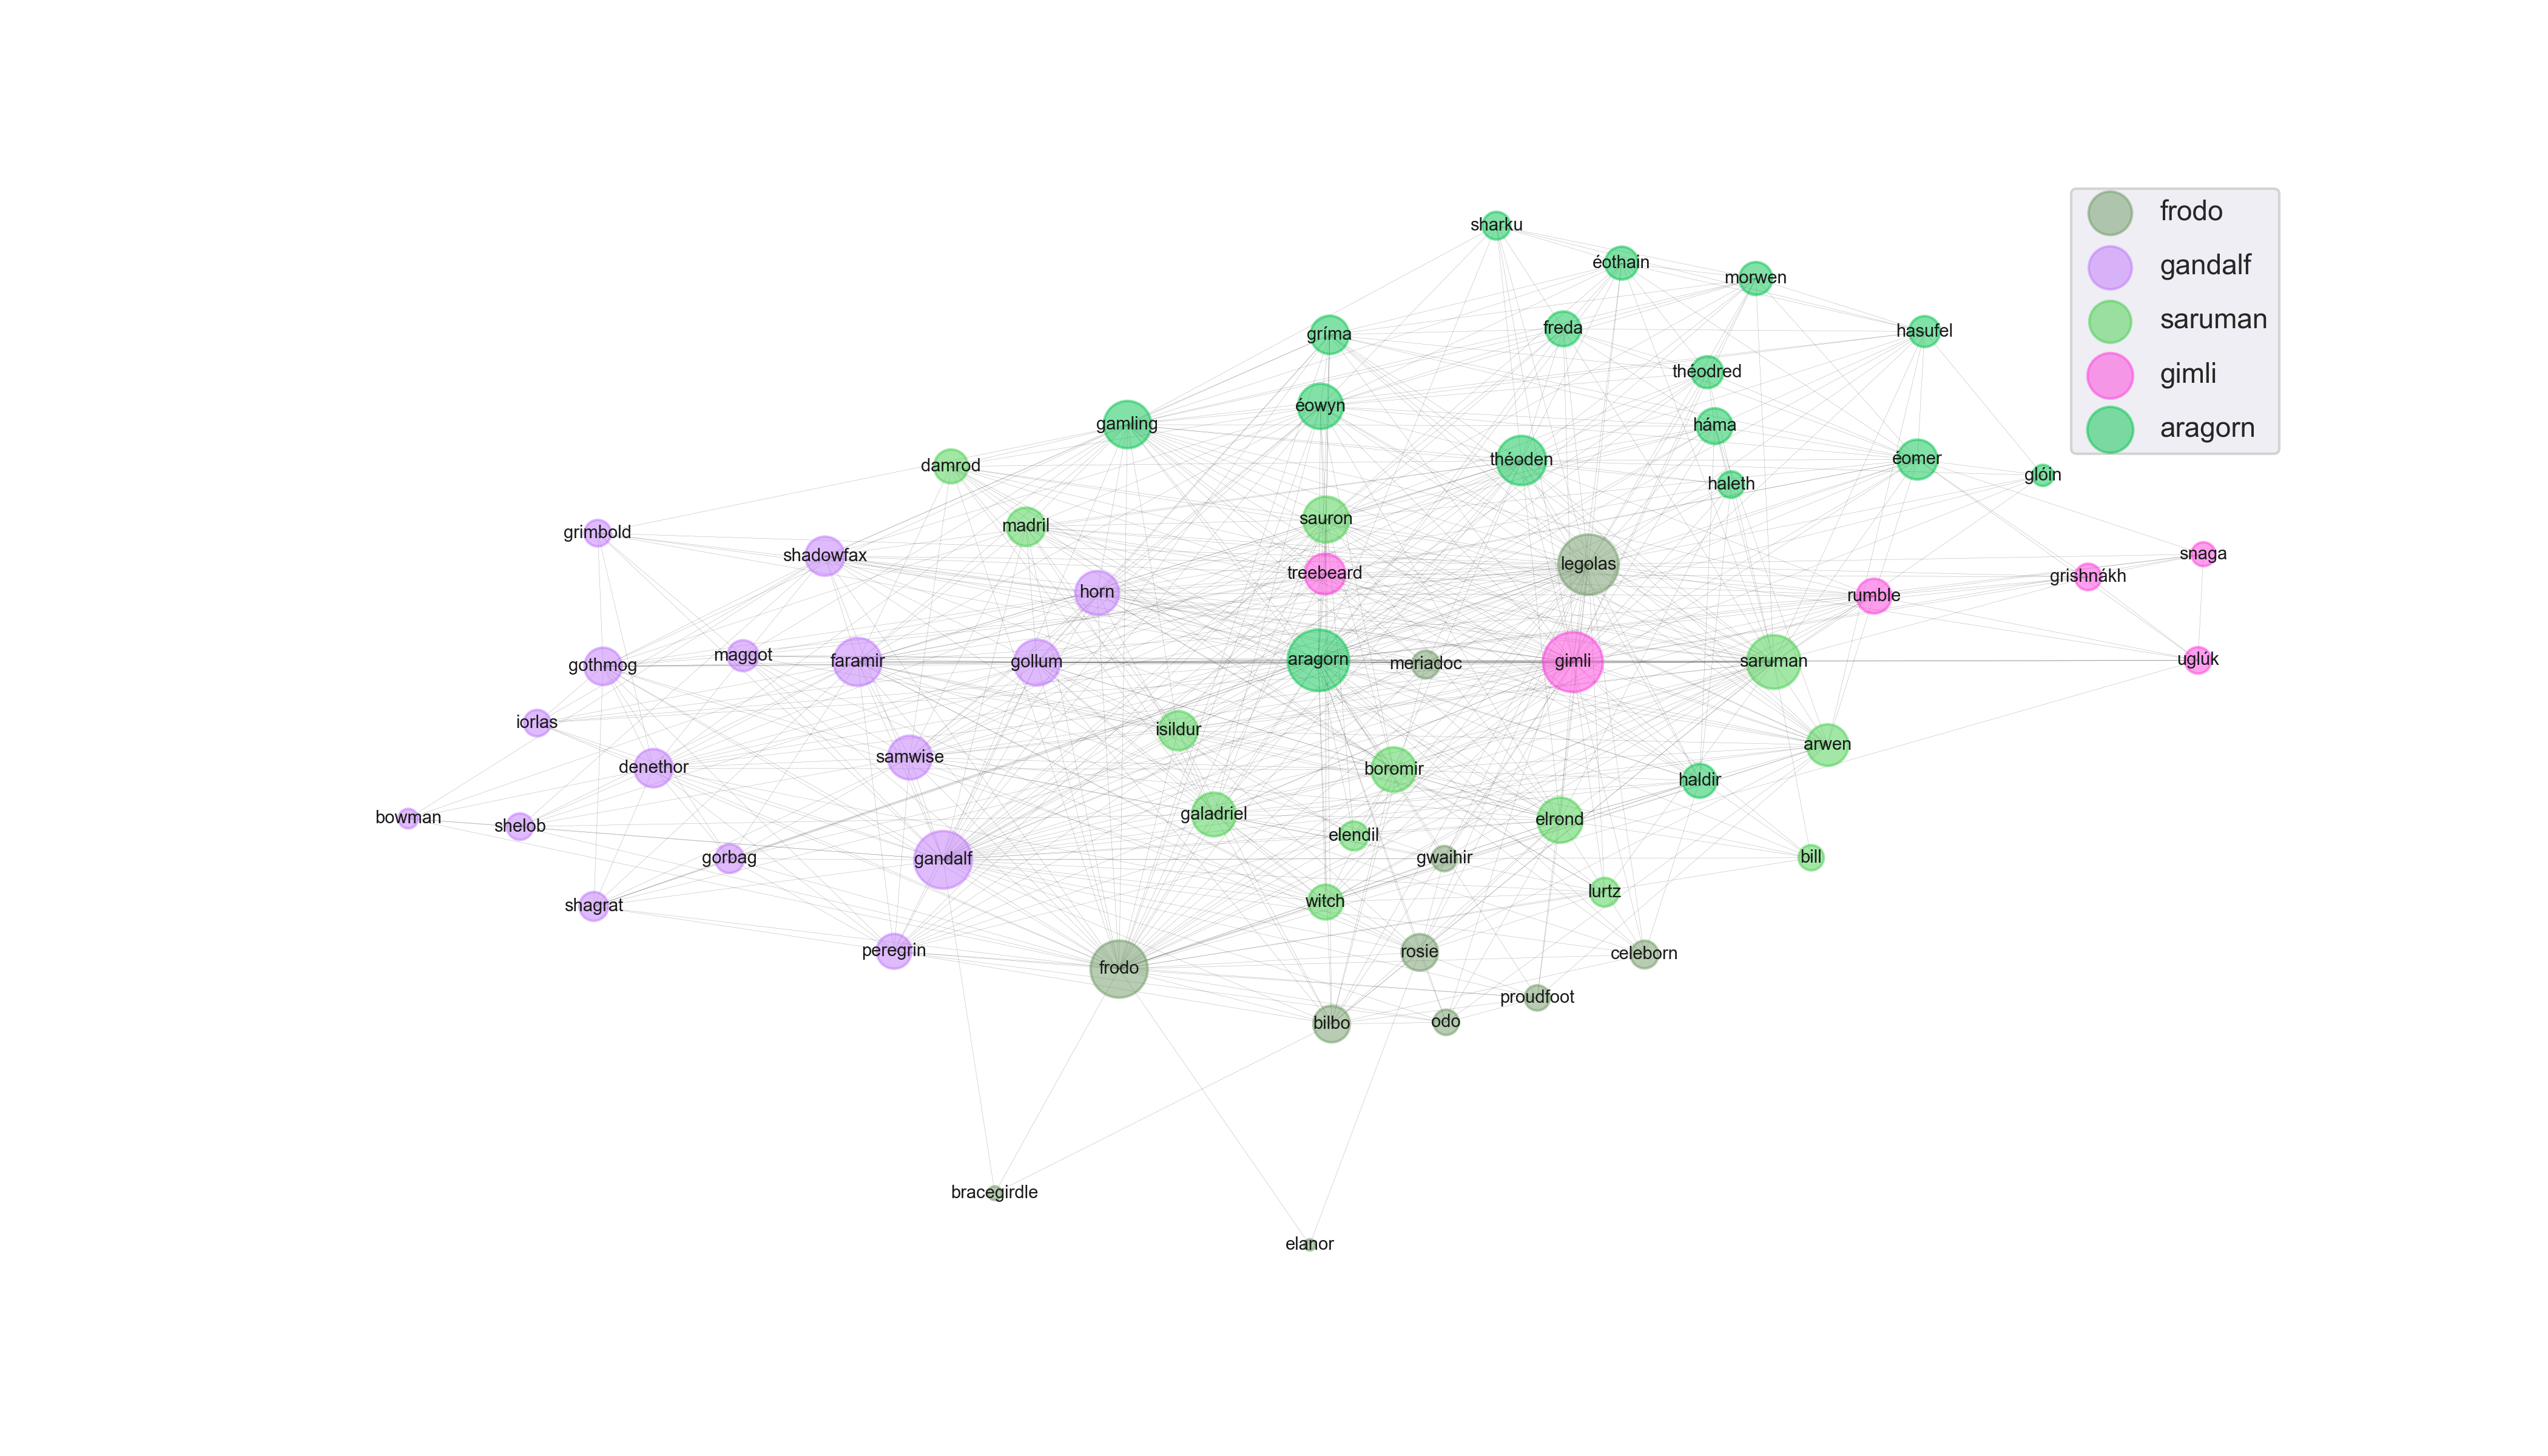 sharku
éothain
morwen
gríma
freda
hasufel
théodred
éowyn
gamling
háma
théoden
éomer
damrod
glóin
haleth
sauron
madril
grimbold
shadowfax
snaga
legolas
treebeard
grishnákh
horn
rumble
maggot
aragorn
uglúk
faramir
gollum
gimli
saruman
meriadoc
gothmog
iorlas
isildur
arwen
samwise
denethor
boromir
haldir
galadriel
bowman
elrond
shelob
elendil
gorbag
gandalf
gwaihir
bill
lurtz
witch
shagrat
peregrin
rosie
celeborn
frodo
proudfoot
odo
bilbo
bracegirdle
elanor
frodo
gandalf
saruman
gimli
aragorn